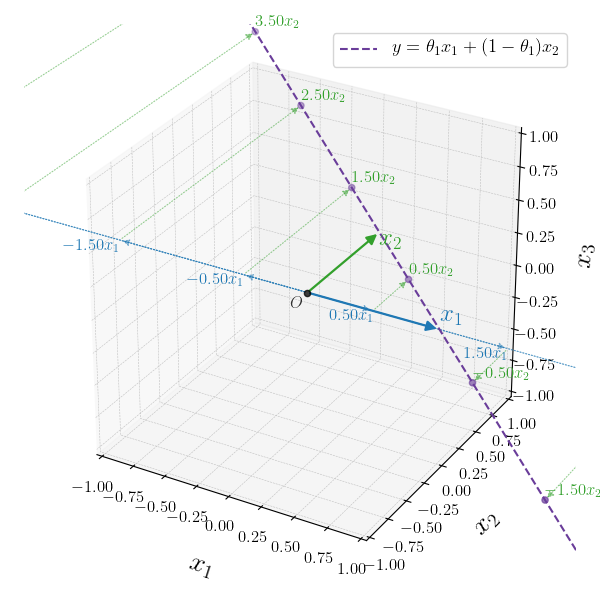 3.50x₂
y = θ₁x₁ + (1 − θ₁)x₂
2.50x₂
1.50x₂
x₂
−1.50x₁
−0.50x₁
0.50x₂
O
0.50x₁
x₁
1.50x₁
−0.50x₂
−1.50x₂
1.00
0.75
0.50
0.25
0.00
−0.25
−0.50
−0.75
−1.00
x₃
1.00
0.75
0.50
0.25
0.00
−0.25
−0.50
−0.75
−1.00
x₂
−1.00
−0.75
−0.50
−0.25
0.00
0.25
0.50
0.75
1.00
x₁